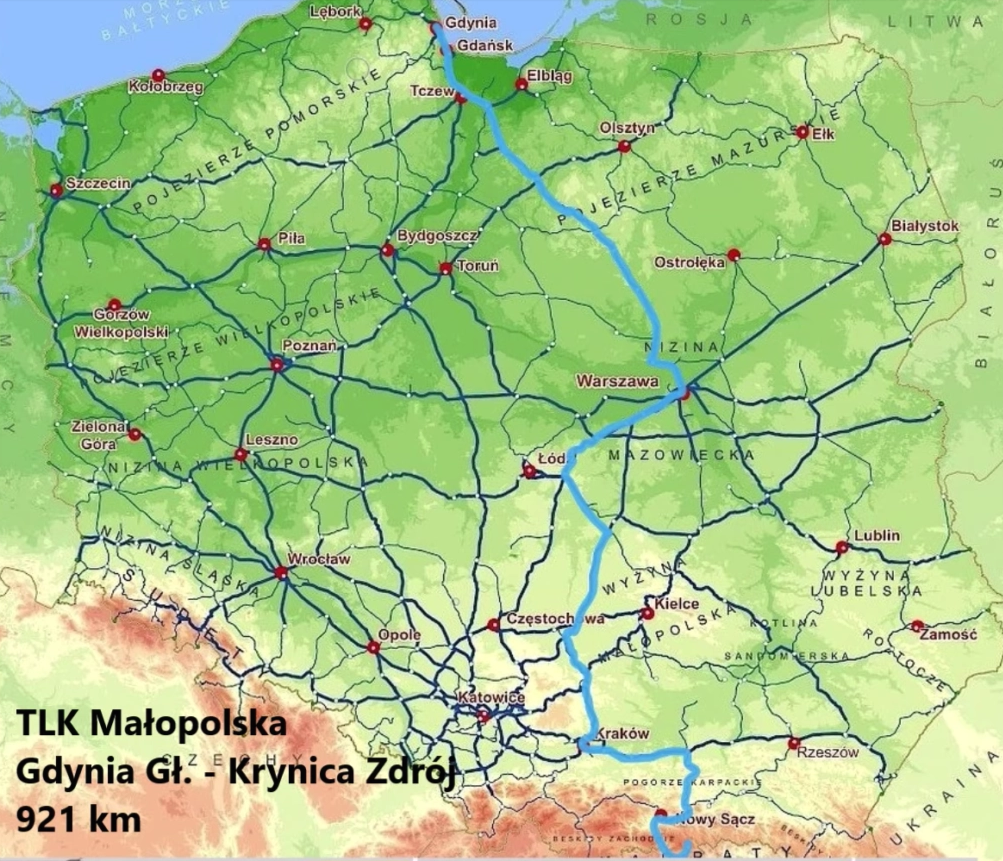 MORZE
BAŁTYCKIE
ROSJA
LITWA
Lębork
Gdynia
Gdańsk
Kołobrzeg
Tczew
Elbląg
POJEZIERZE POMORSKIE
Olsztyn
POJEZIERZE MAZURSKIE
Ełk
Szczecin
Piła
Bydgoszcz
Toruń
Białystok
Ostrołęka
BIAŁORUŚ
Gorzów
Wielkopolski
POJEZIERZE WIELKOPOLSKIE
Poznań
NIZINA
Warszawa
MAZOWIECKA
Zielona
Góra
Leszno
NIZINA WIELKOPOLSKA
Łód
NIZINA ŚLĄSKA
Wrocław
Lublin
WYŻYNA
LUBELSKA
SUDETY
WYŻYNA
MAŁOPOLSKA
Kielce
Częstochowa
Opole
KOTLINA
SANDOMIERSKA
ROZTOCZE
Zamość
Katowice
Kraków
Rzeszów
POGÓRZE KARPACKIE
Nowy Sącz
BESKIDY ZACHODNIE
UKRAINA
CZECHY
TLK Małopolska
Gdynia Gł. - Krynica Zdrój
921 km